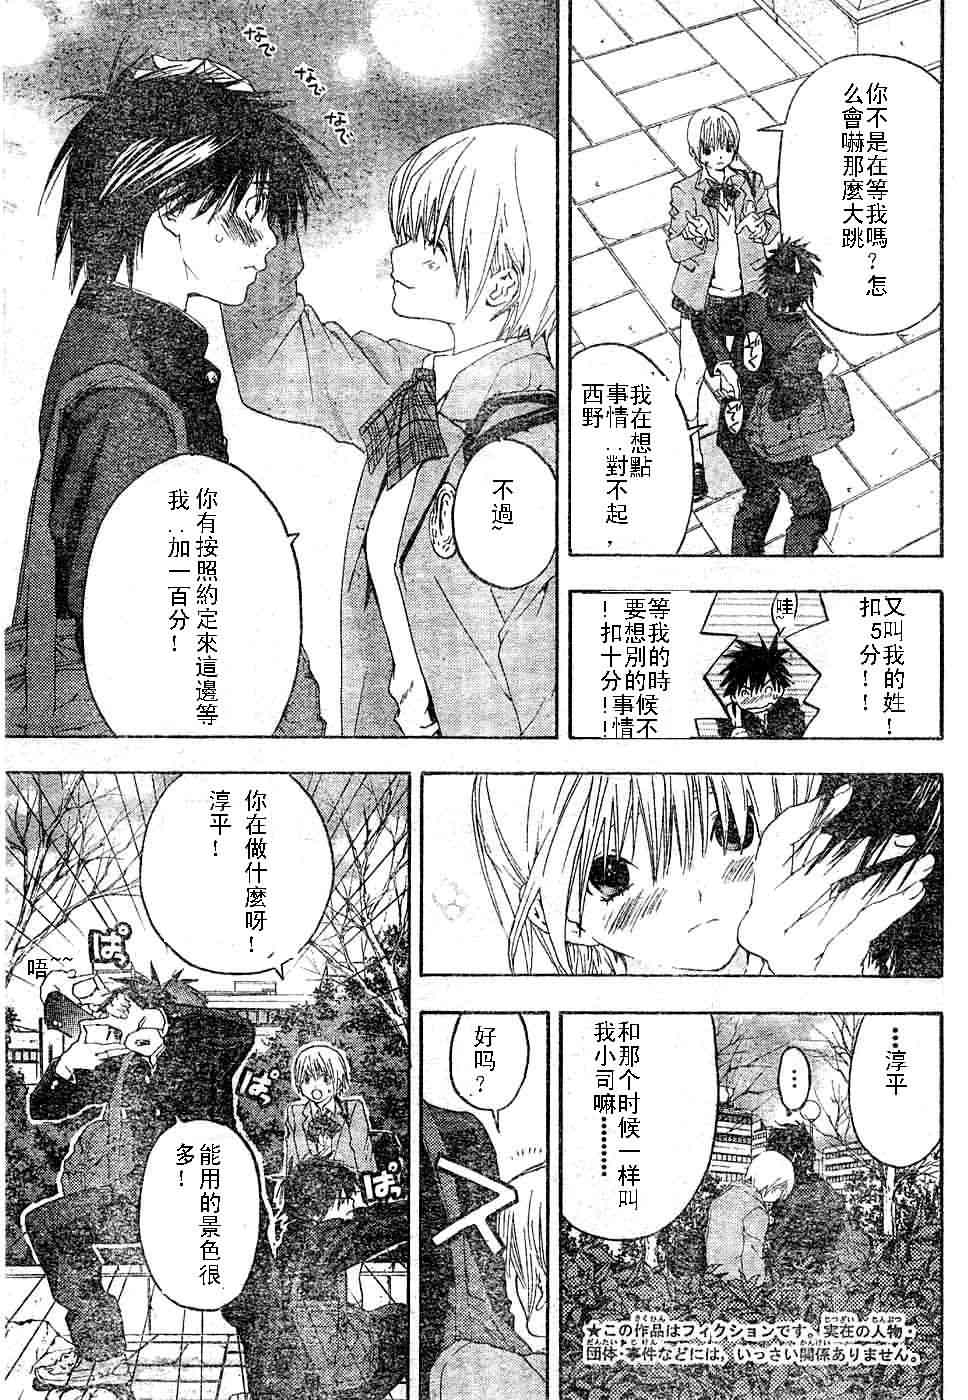 你不是在等我嗎？怎
么會嚇那麼大跳
我在想點
事情..對不起，
西野
なで
なで
なで
不過~
你有按照約定來這邊等
我..加一百分！
又叫我的姓！
扣5分！！
哇~
等我的時候不
要想別的事情
！扣十分！！
……淳平
…
和那个时候一样叫
我小司嘛………
好吗？
你在做什麼呀！
淳平！
唔~~
ぱっ
ぱっ
ぱっ
能用的景色很
多！
★この作品はフィクションです。実在の人物・
団体・事件などには、いっさい関係ありません。